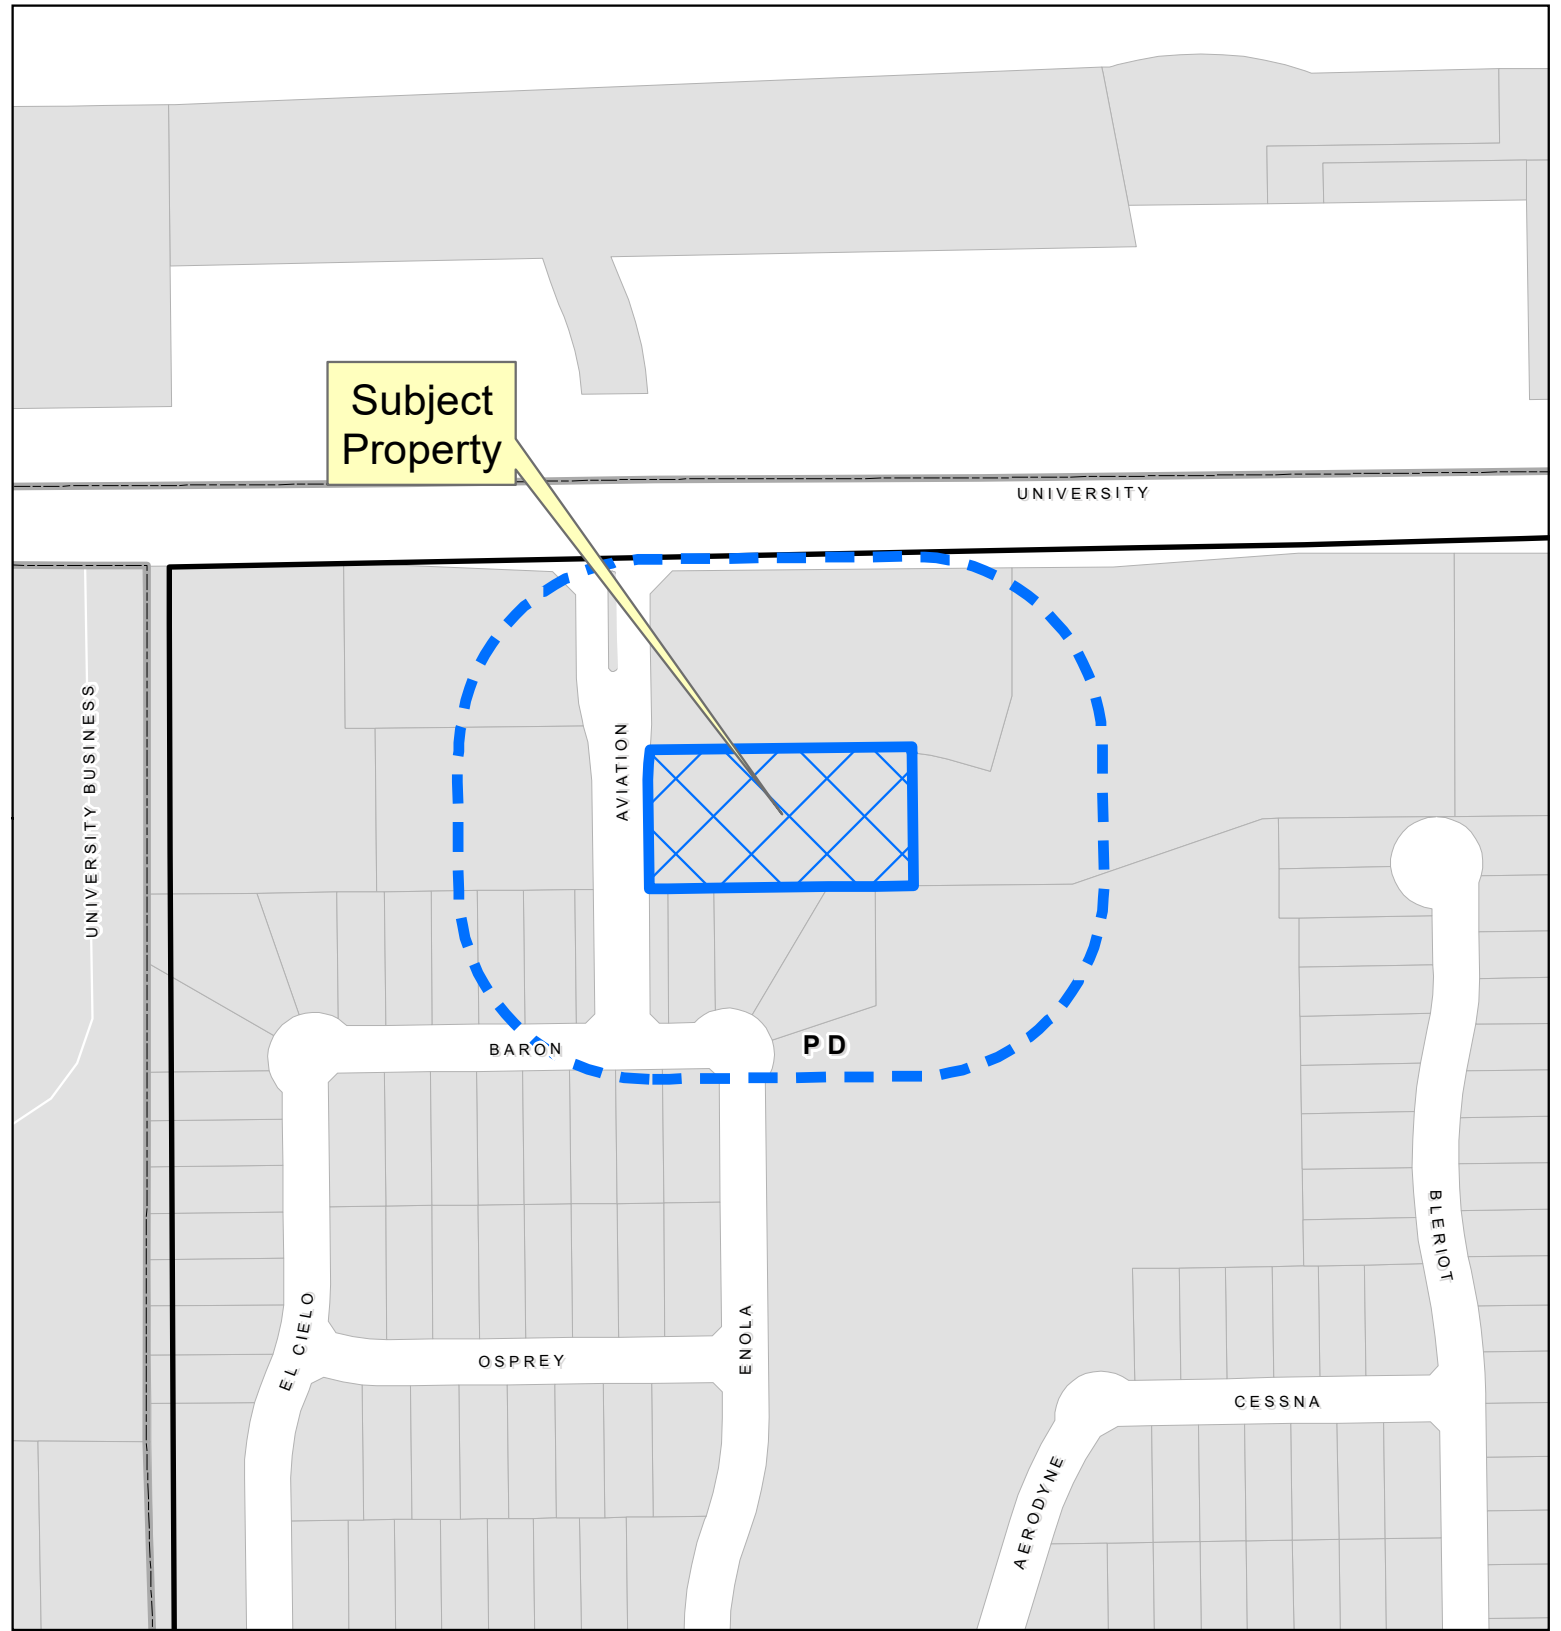 Subject
Property
UNIVERSITY
UNIVERSITY BUSINESS
AVIATION
BARON
PD
BLERIOT
EL CIELO
OSPREY
ENOLA
CESSNA
AERODYNE